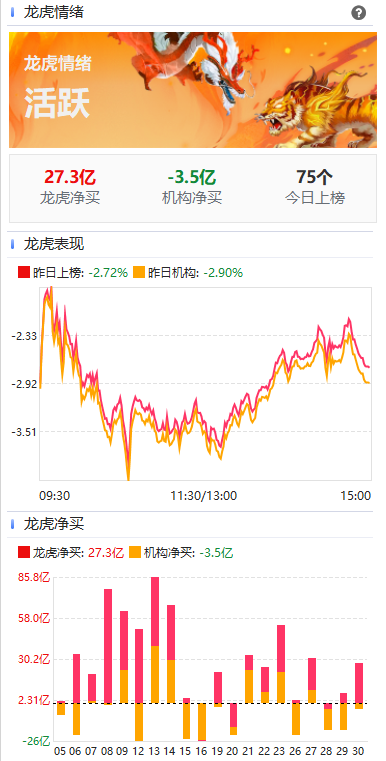 龙虎情绪 ?
龙虎情绪
活跃
27.3亿 -3.5亿 75个
龙虎净买 机构净买 今日上榜
龙虎表现
昨日上榜: -2.72% 昨日机构: -2.90%
-2.33
-2.92
-3.51
09:30 11:30/13:00 15:00
龙虎净买
龙虎净买: 27.3亿 机构净买: -3.5亿
85.8亿
58.0亿
30.2亿
2.31亿
-26亿
05 06 07 08 09 12 13 14 15 16 19 20 21 22 23 26 27 28 29 30